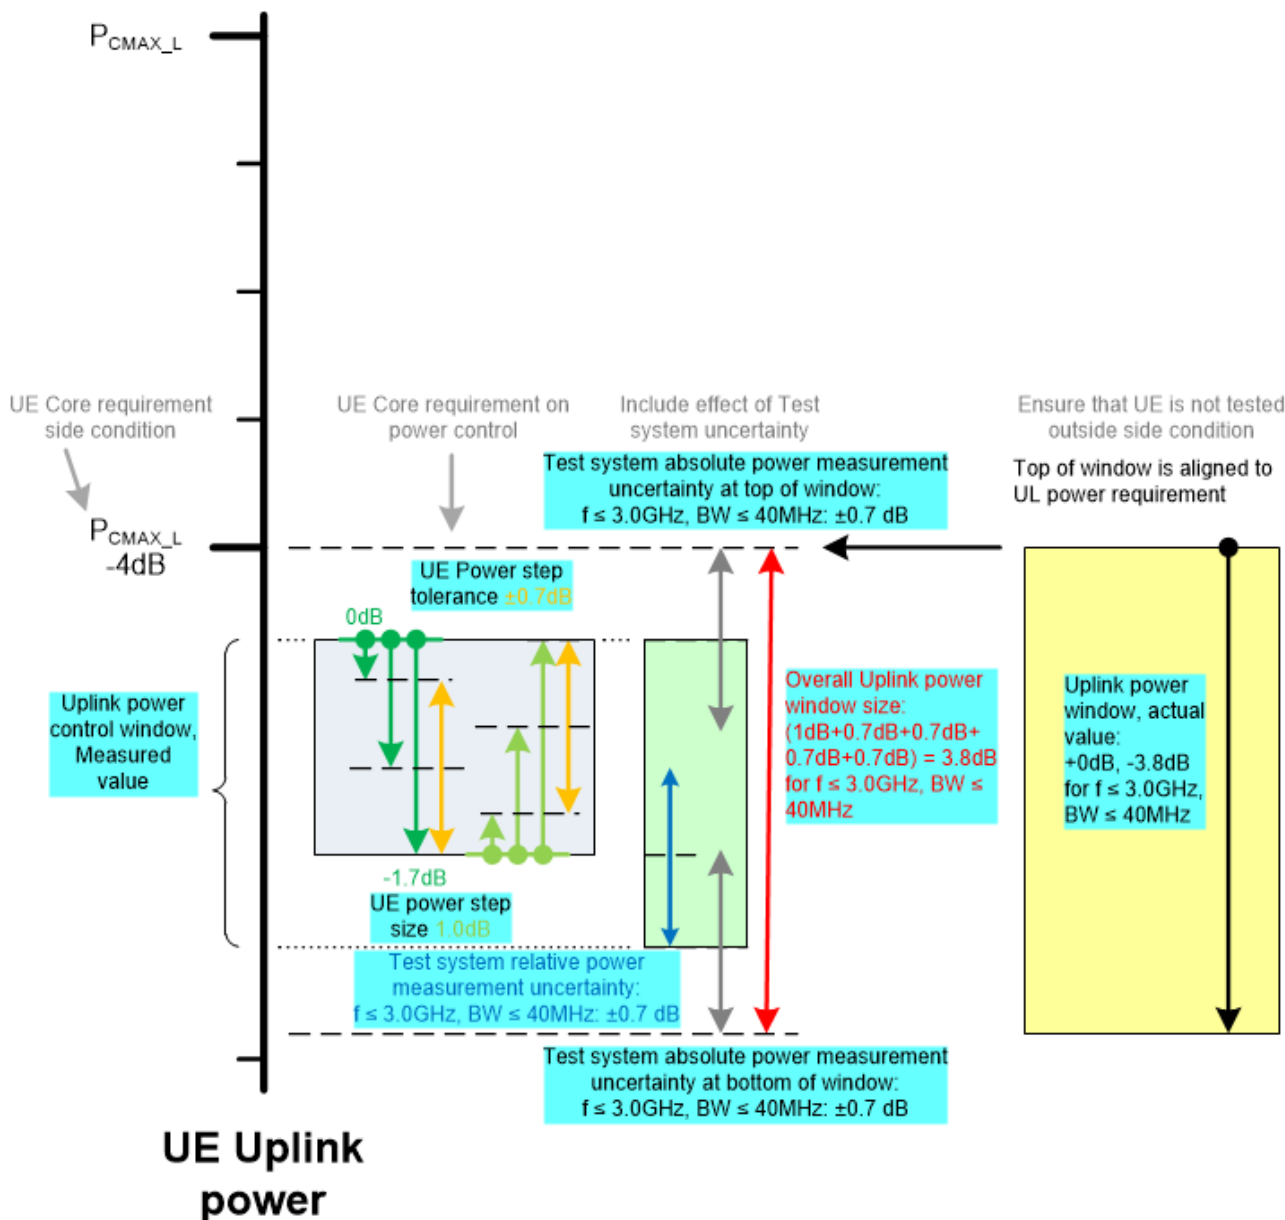 P_CMAX_L
UE Core requirement
side condition
UE Core requirement on
power control
Include effect of Test
system uncertainty
Ensure that UE is not tested
outside side condition
Test system absolute power measurement
uncertainty at top of window:
f ≤ 3.0GHz, BW ≤ 40MHz: ±0.7 dB
Top of window is aligned to
UL power requirement
P_CMAX_L
-4dB
UE Power step
tolerance ±0.7dB
0dB
Uplink power
control window,
Measured
value
Overall Uplink power
window size:
(1dB+0.7dB+0.7dB+
0.7dB+0.7dB) = 3.8dB
for f ≤ 3.0GHz, BW ≤
40MHz
Uplink power
window, actual
value:
+0dB, -3.8dB
for f ≤ 3.0GHz,
BW ≤ 40MHz
-1.7dB
UE power step
size 1.0dB
Test system relative power
measurement uncertainty:
f ≤ 3.0GHz, BW ≤ 40MHz: ±0.7 dB
Test system absolute power measurement
uncertainty at bottom of window:
f ≤ 3.0GHz, BW ≤ 40MHz: ±0.7 dB
UE Uplink
power